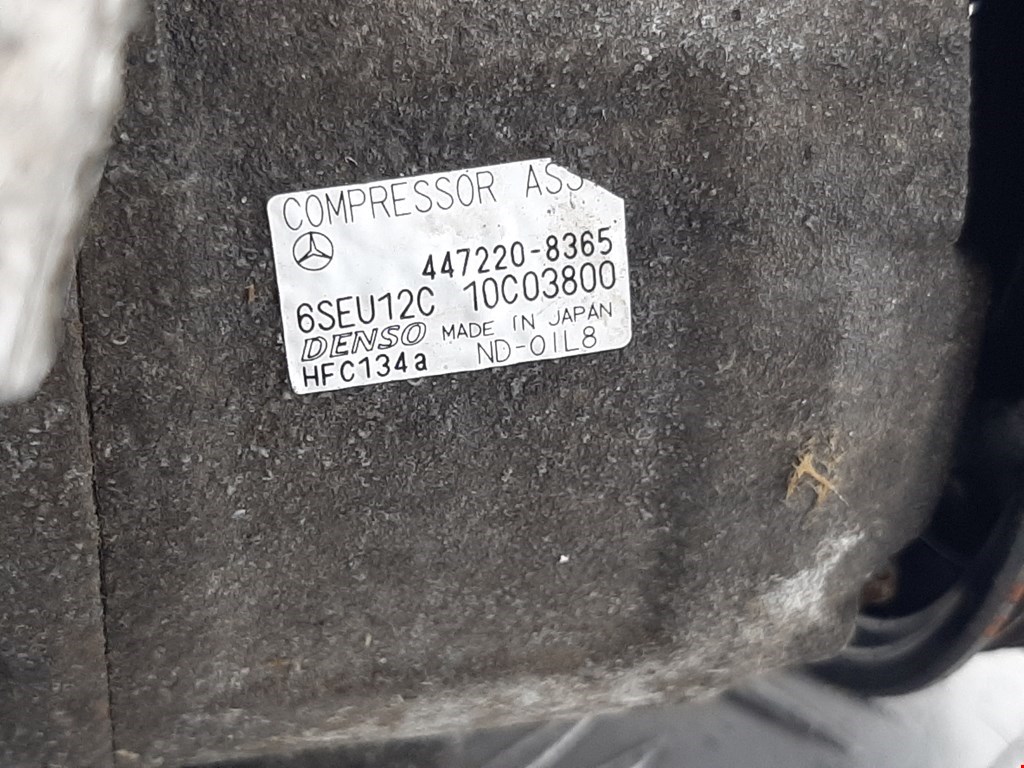 COMPRESSOR ASS
447220-8365
6SEU12C 10C03800
DENSO MADE IN JAPAN
HFC134a ND-OIL8